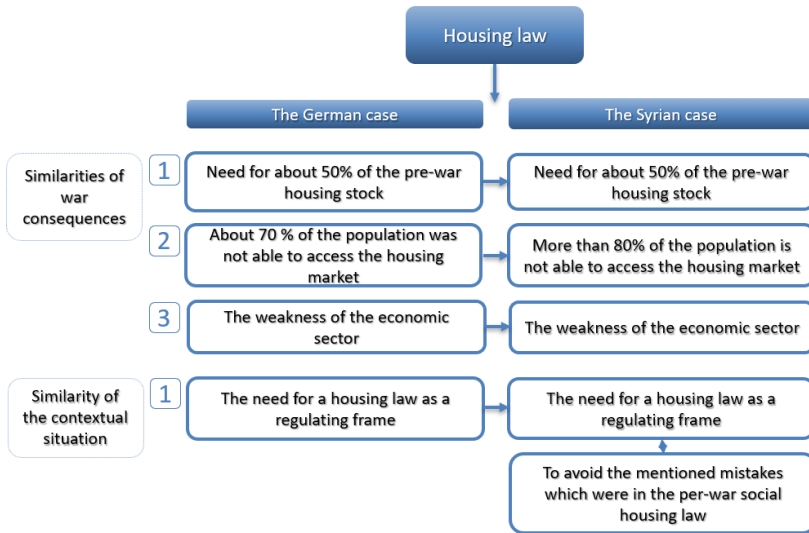 Housing law
The German case
The Syrian case
Similarities of
war
consequences
1
Need for about 50% of the pre-war
housing stock
Need for about 50% of the pre-war
housing stock
2
About 70 % of the population was
not able to access the housing
market
More than 80% of the population is
not able to access the housing market
3
The weakness of the economic
sector
The weakness of the economic sector
Similarity of
the contextual
situation
1
The need for a housing law as a
regulating frame
The need for a housing law as a
regulating frame
To avoid the mentioned mistakes
which were in the per-war social
housing law